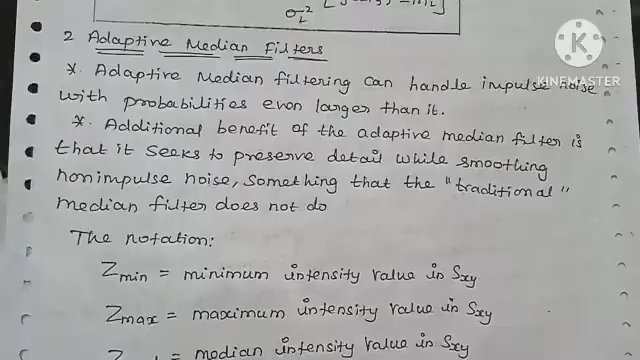 2 Adaptive Median Filters
* Adaptive Median filtering can handle impulse noise
with probabilities even larger than it.
*. Additional benefit of the adaptive median filter is
that it seeks to preserve detail while smoothing
nonimpulse noise, something that the "traditional"
median filter does not do
The notation:
Zmin = minimum intensity value in Sxy
Zmax = maximum intensity value in Sxy
= median intensity value in Sxy
KINEMASTER